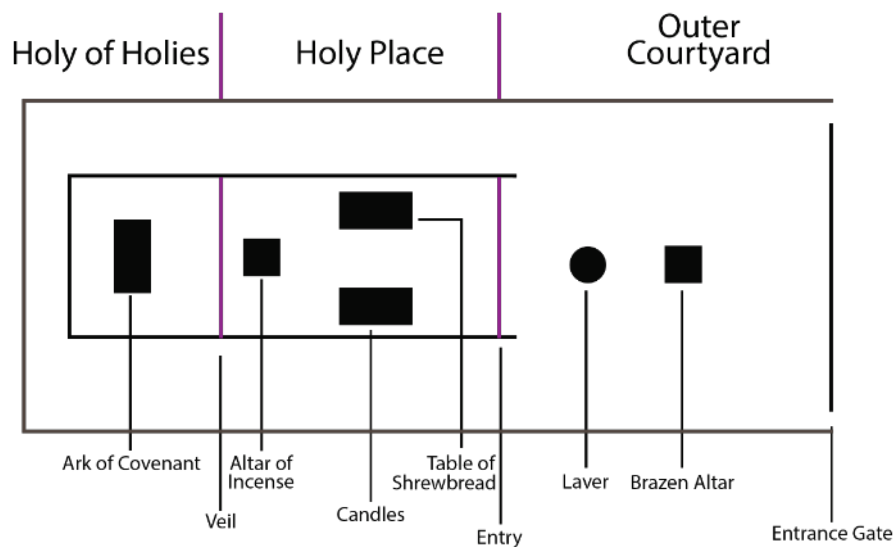 Holy of Holies
Holy Place
Outer
Courtyard
Ark of Covenant
Altar of
Incense
Table of
Shrewbread
Laver
Brazen Altar
Veil
Candles
Entry
Entrance Gate